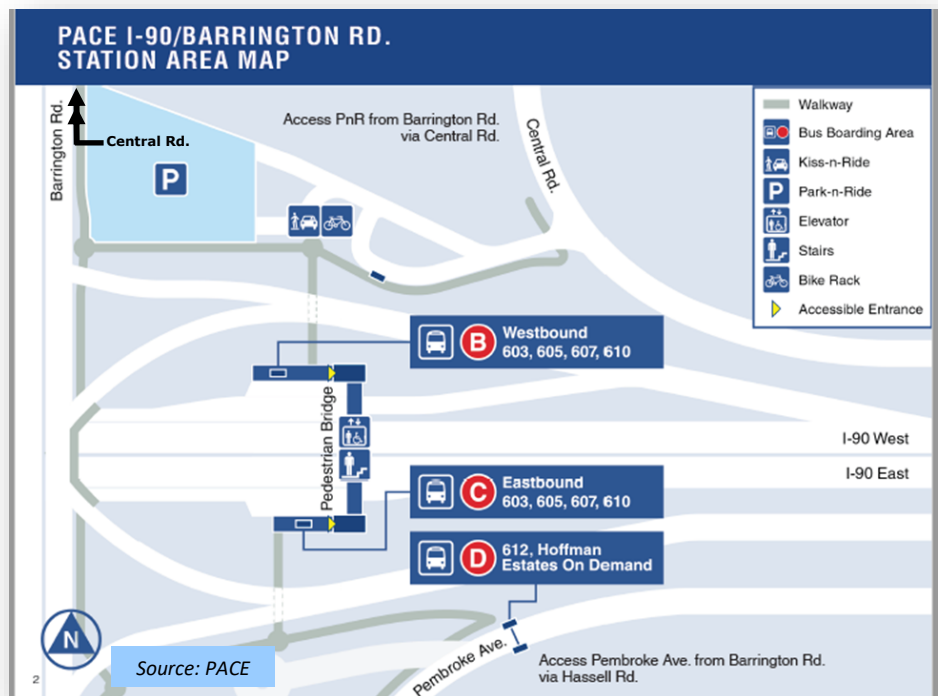 PACE I-90/BARRINGTON RD.
STATION AREA MAP
Barrington Rd.
Central Rd.
P
Access PnR from Barrington Rd.
via Central Rd.
Central Rd.
Walkway
Bus Boarding Area
Kiss-n-Ride
P
Park-n-Ride
Elevator
Stairs
Bike Rack
Accessible Entrance
B
Westbound
603, 605, 607, 610
Pedestrian Bridge
I-90 West
I-90 East
C
Eastbound
603, 605, 607, 610
D
612, Hoffman
Estates On Demand
N
Source: PACE
2
Pembroke Ave.
Access Pembroke Ave. from Barrington Rd.
via Hassell Rd.